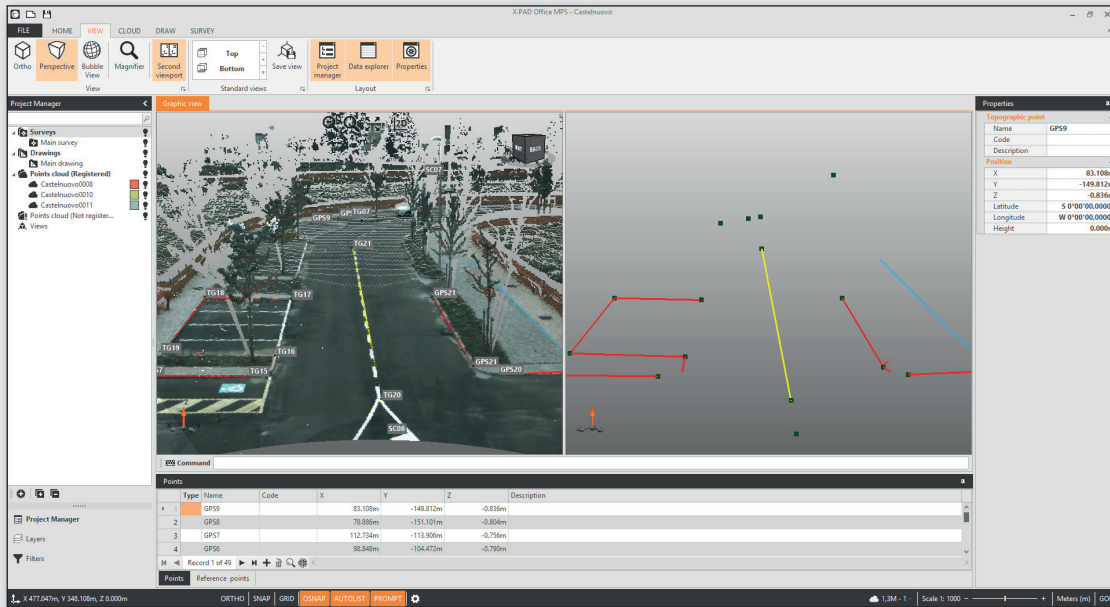 X-PAD Office MPS - Castelnuovo
FILE HOME VIEW CLOUD DRAW SURVEY
Ortho Perspective Bubble View Magnifier Second viewport Top Bottom Save view Project manager Data explorer Properties
View Standard views Layout
Project Manager
Surveys
Main survey
Drawings
Main drawing
Points cloud (Registered)
Castelnuovo0008
Castelnuovo0010
Castelnuovo0011
Points cloud (Not register...
Views
Project Manager
Layers
Filters
Graphic view
2D
BACK
SC07
GPS9 TG07
TG21
TG18 TG17 GPS21
TG19 TG16
TG15 GPS21 GPS20
TG20
SC08
Command
Points
Type Name Code X Y Z Description
1 GPS9 83.108m -149.812m -0.836m
2 GPS8 78.886m -151.101m -0.804m
3 GPS7 112.734m -113.906m -0.756m
4 GPS6 98.848m -104.472m -0.790m
Record 1 of 49
Points Reference points
Properties
Topographic point
Name GPS9
Code
Description
Position
X 83.108m
Y -149.812m
Z -0.836m
Latitude S 0°00'00,0000
Longitude W 0°00'00,0000
Height 0.000m
X 477.047m, Y 348.108m, Z 0.000m ORTHO SNAP GRID OSNAP AUTOLIST PROMPT 1,3M - 1 Scale 1: 1000 Meters (m) GO